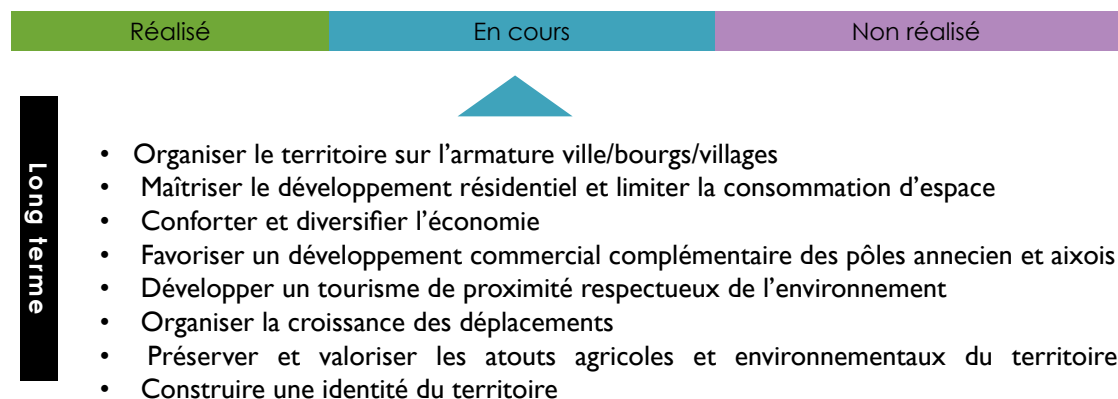 Réalisé En cours Non réalisé
Long terme
• Organiser le territoire sur l’armature ville/bourgs/villages
• Maîtriser le développement résidentiel et limiter la consommation d’espace
• Conforter et diversifier l’économie
• Favoriser un développement commercial complémentaire des pôles annecien et aixois
• Développer un tourisme de proximité respectueux de l’environnement
• Organiser la croissance des déplacements
• Préserver et valoriser les atouts agricoles et environnementaux du territoire
• Construire une identité du territoire